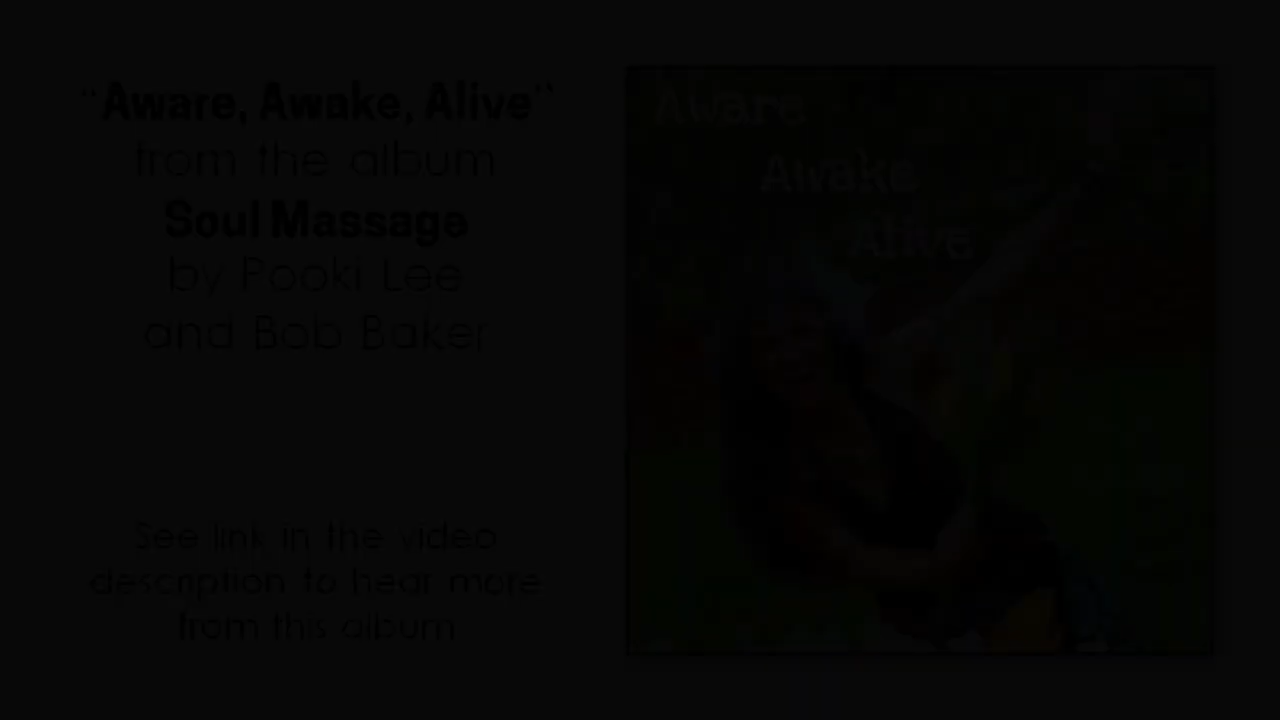 "Aware, Awake, Alive"
from the album
Soul Massage
by Pooki Lee
and Bob Baker
See link in the video
description to hear more
from this album
Aware
Awake
Alive